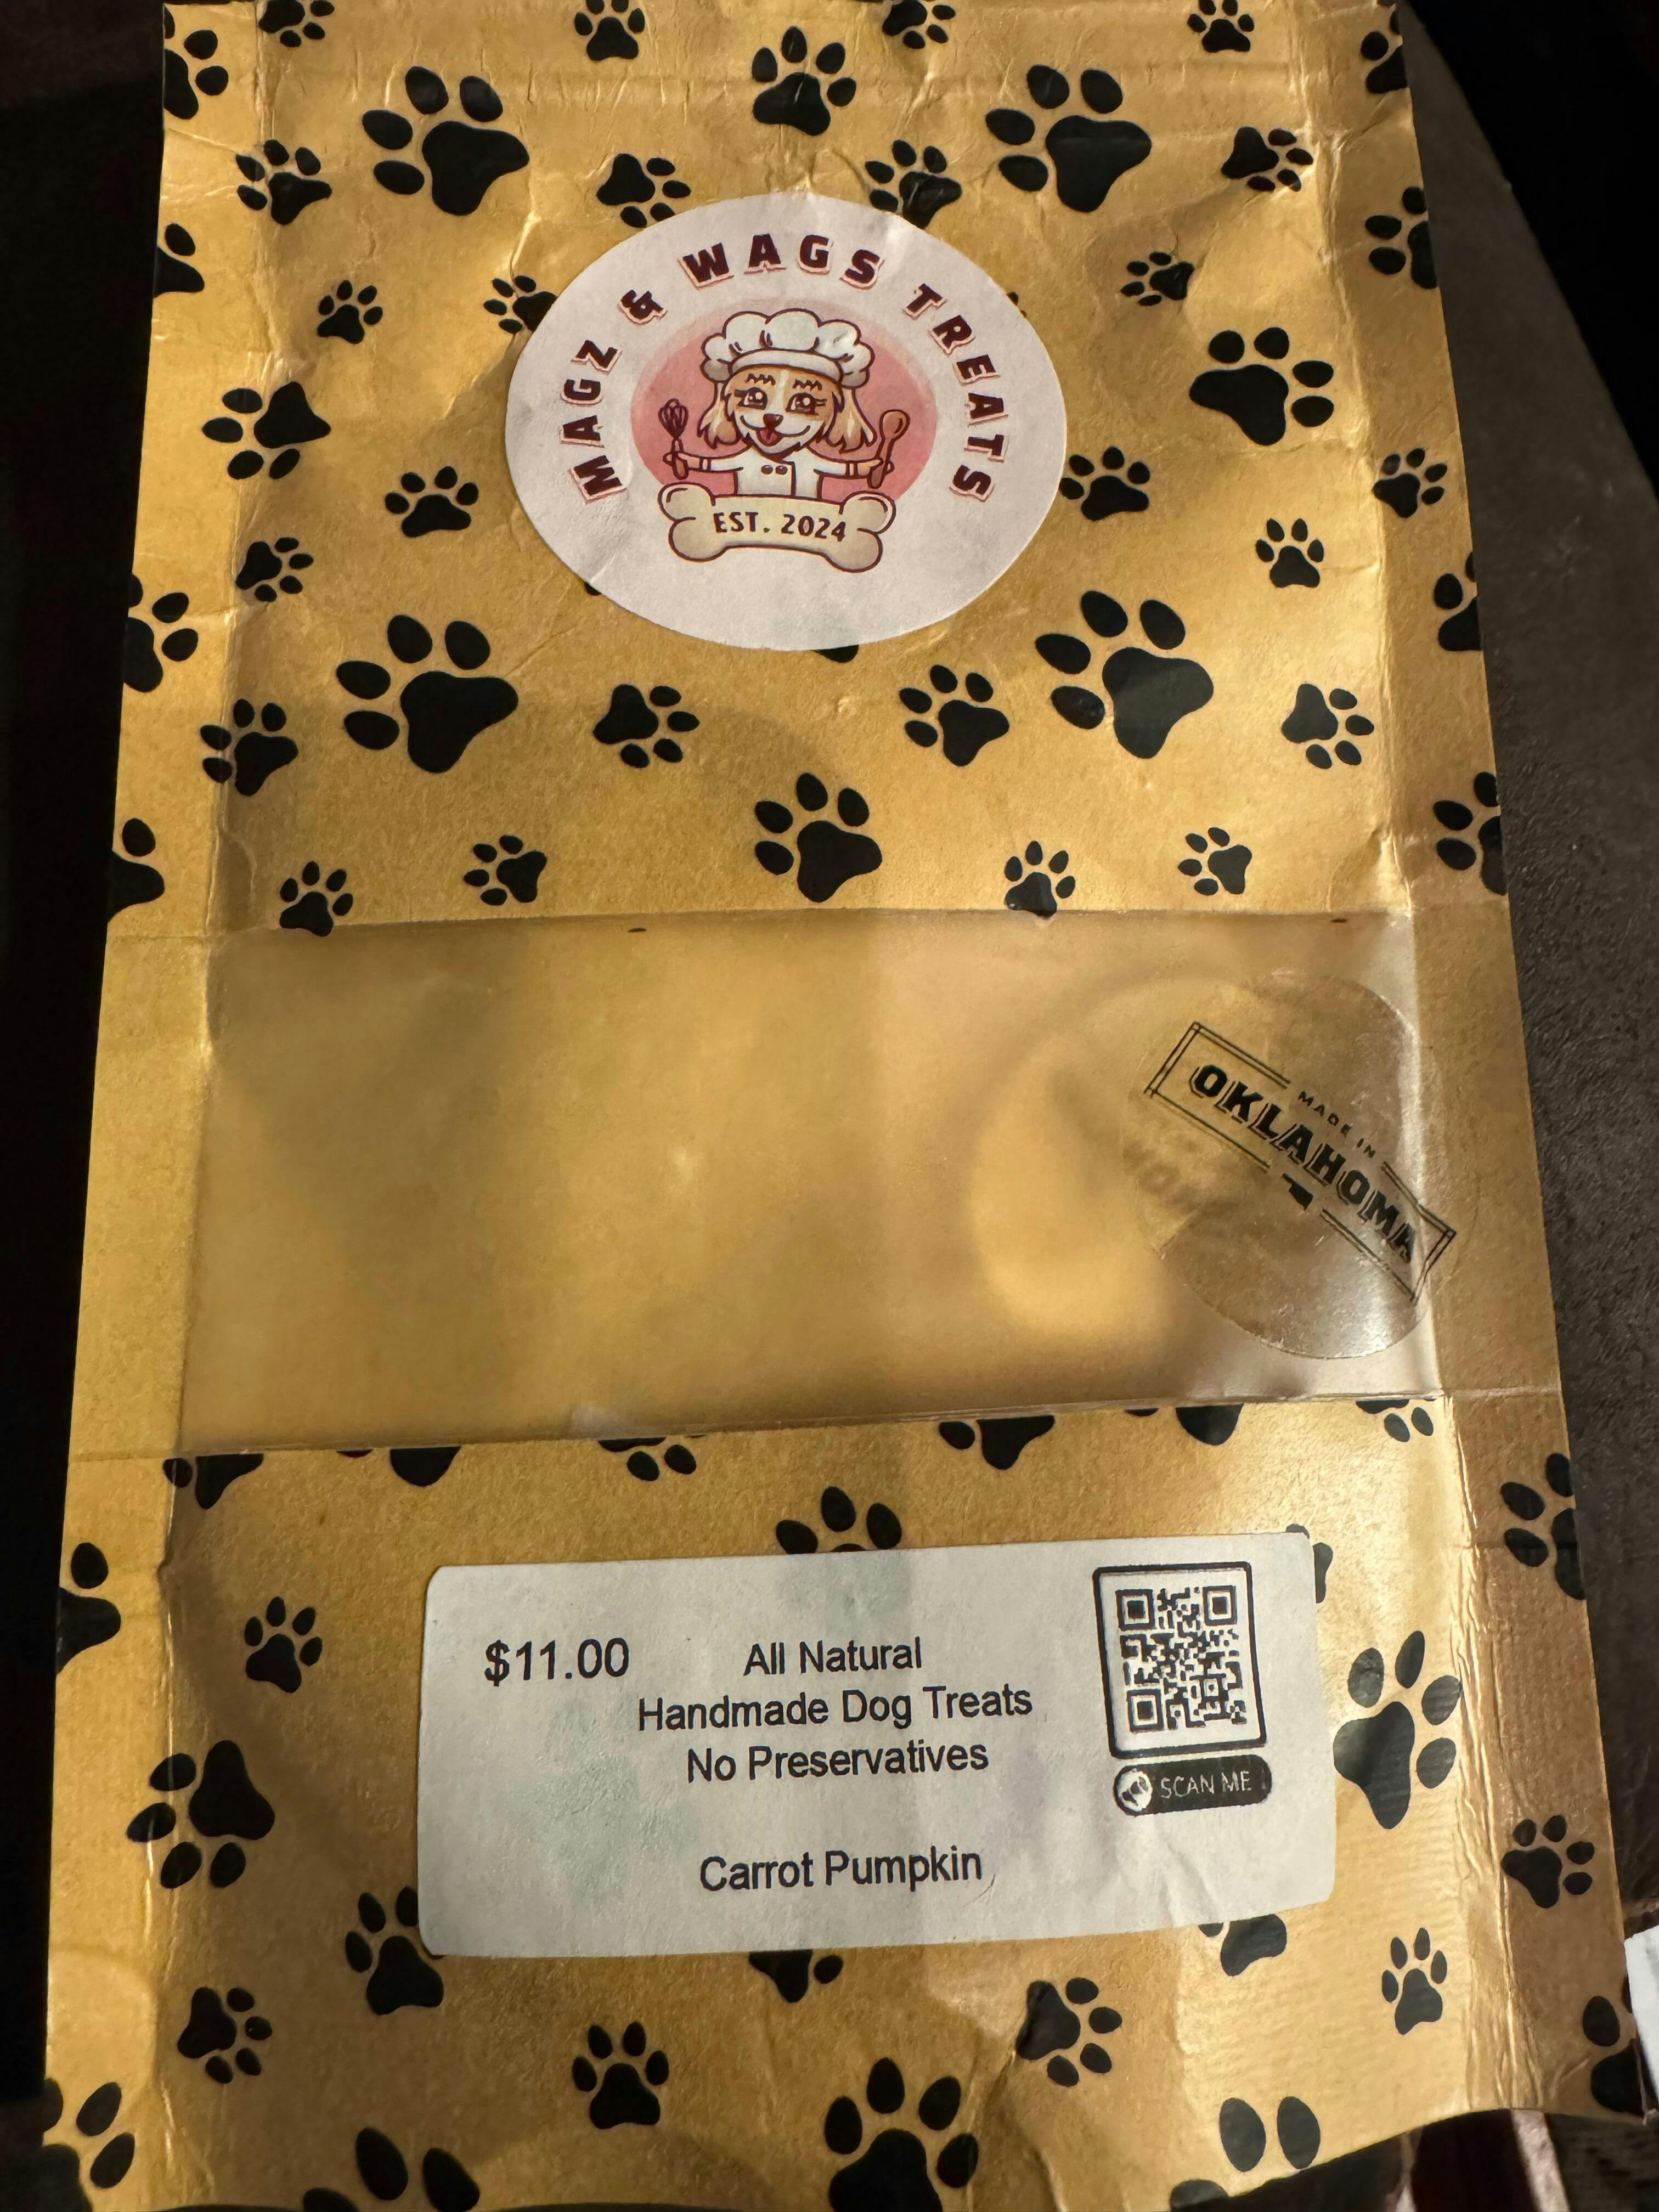 MAGZ & WAGS TREATS
EST. 2024
MADE IN
OKLAHOMA
$11.00 All Natural
Handmade Dog Treats
No Preservatives
SCAN ME
Carrot Pumpkin